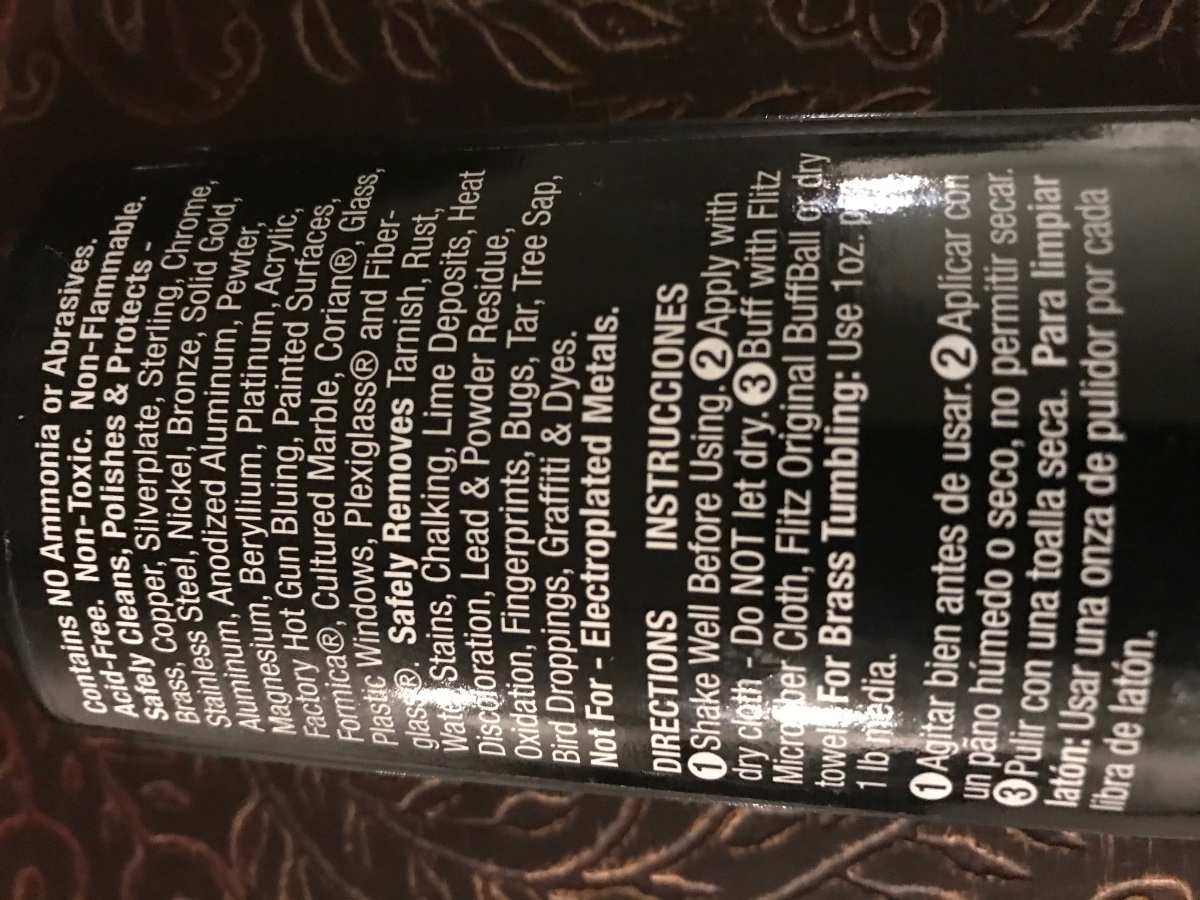 Contains NO Ammonia or Abrasives.
Acid-Free. Non-Toxic. Non-Flammable.
Safely Cleans, Polishes & Protects -
Brass, Copper, Silverplate, Sterling, Chrome,
Stainless Steel, Nickel, Bronze, Solid Gold,
Aluminum, Anodized Aluminum, Pewter,
Magnesium, Beryllium, Platinum, Acrylic,
Factory Hot Gun Bluing, Painted Surfaces,
Formica®, Cultured Marble, Corian®, Glass,
Plastic Windows, Plexiglass® and Fiber-
glass®. Safely Removes Tarnish, Rust,
Water Stains, Chalking, Lime Deposits, Heat
Discoloration, Lead & Powder Residue,
Oxidation, Fingerprints, Bugs, Tar, Tree Sap,
Bird Droppings, Graffiti & Dyes.
Not For - Electroplated Metals.
DIRECTIONS INSTRUCCIONES
1 Shake Well Before Using. 2 Apply with
dry cloth - Do NOT let dry. 3 Buff with Flitz
Microfiber Cloth, Flitz Original BuffBall or dry
towel. For Brass Tumbling: Use 1oz. per
1 lb media.
1 Agitar bien antes de usar. 2 Aplicar con
un paño húmedo o seco, no permitir secar.
3 Pulir con una toalla seca. Para limpiar
latón: Usar una onza de pulidor por cada
libra de latón.